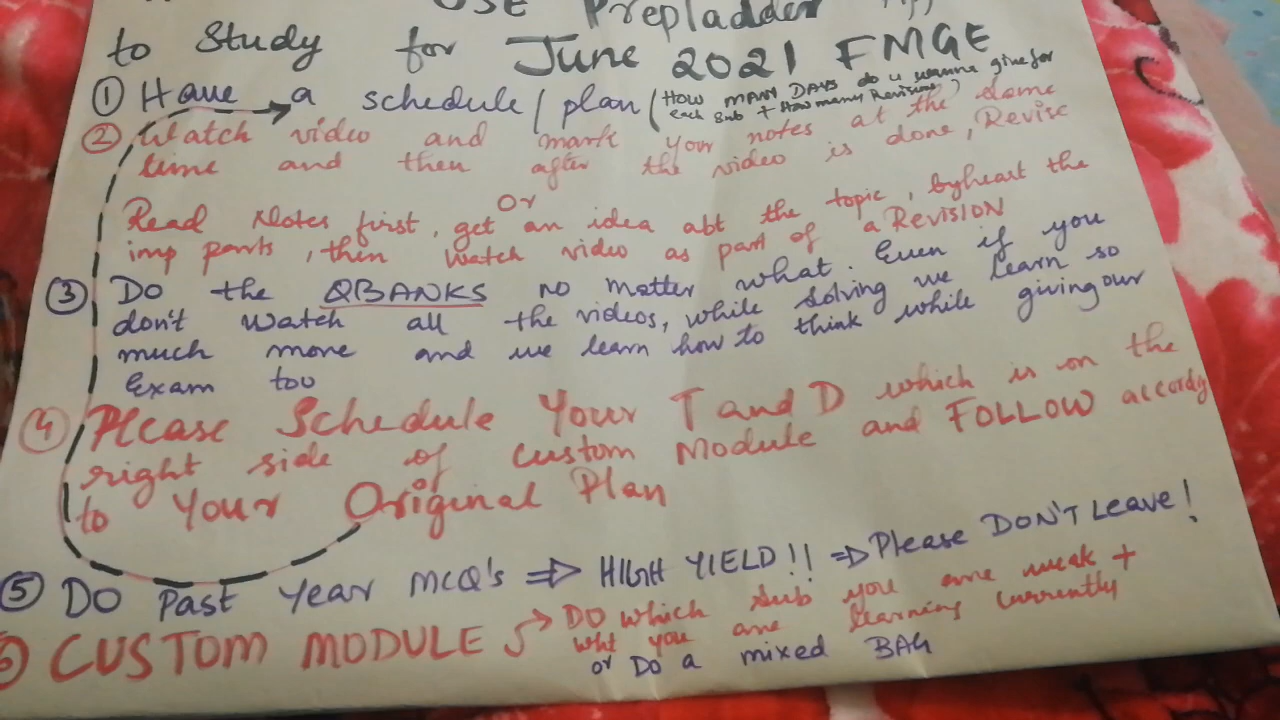 USE Prepladder
to Study for June 2021 FMGE
① Have a schedule / plan (HOW MANY DAYS do u wanna give for
each Sub + How many Revisions)
② Watch video and mark your notes at the same
time and then after the video is done, Revise
Or
Read Notes first, get an idea abt the topic, byheart the
imp parts, then watch video as part of a REVISION
③ Do the QBANKS no matter what. Even if you
don't watch all the videos, while solving we learn so
much more and we learn how to think while giving our
Exam too
④ Please Schedule Your T and D which is on the
right side of custom Module and FOLLOW accordy
to Your Original Plan
⑤ DO Past Year MCQ's ⇒ HIGH YIELD!! ⇒ Please DON'T Leave!
⑥ CUSTOM MODULE → DO which sub you are weak +
wht you are learning currently
or Do a mixed BAG